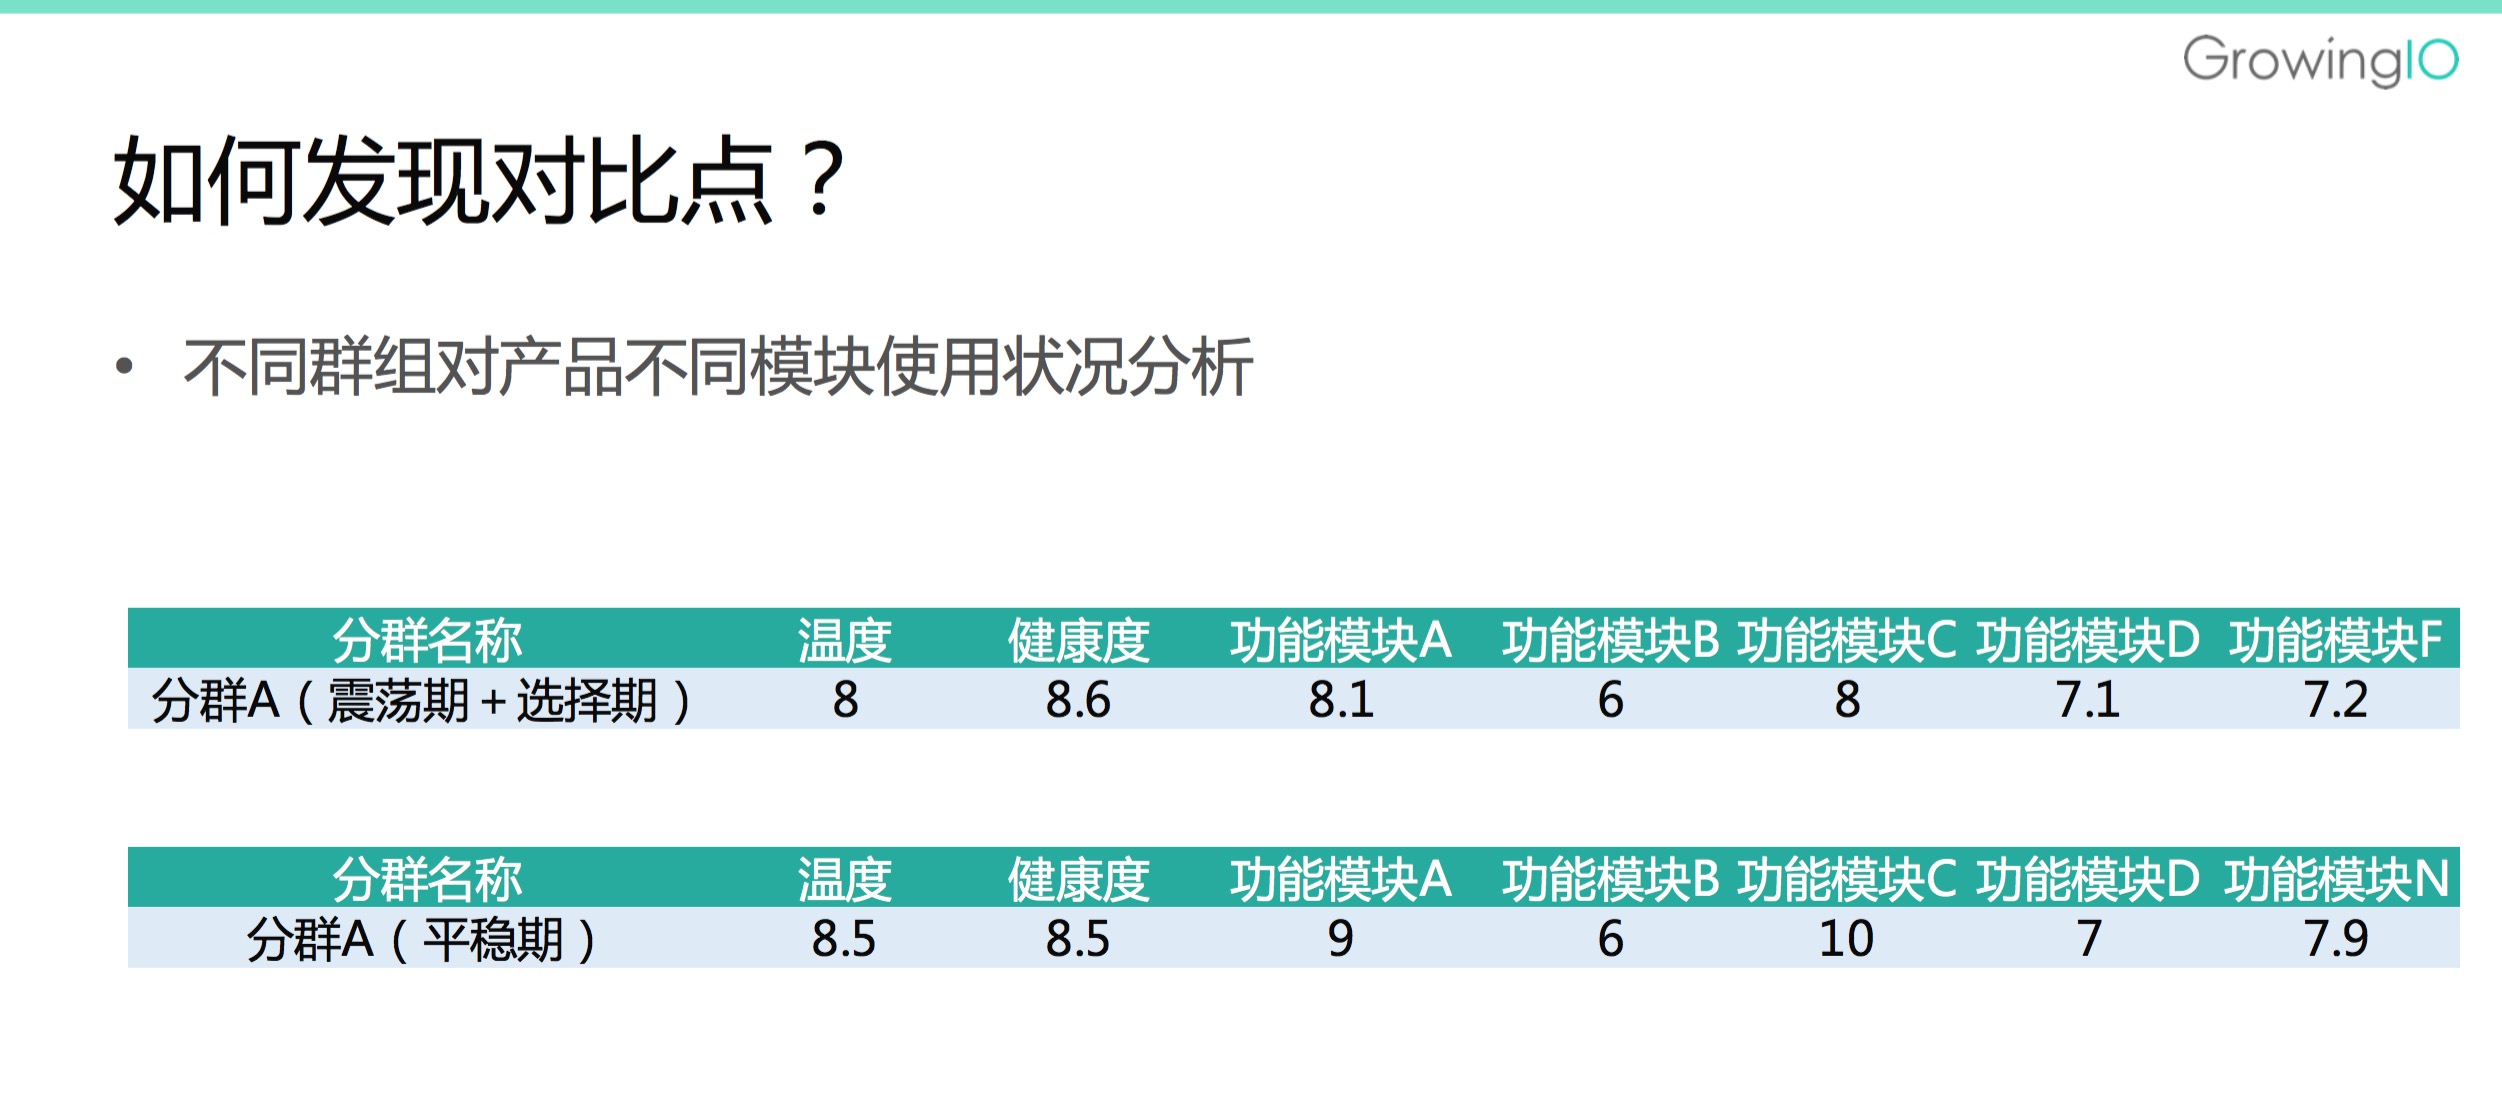 GrowingIO
如何发现对比点？
• 不同群组对产品不同模块使用状况分析
分群名称 温度 健康度 功能模块A 功能模块B 功能模块C 功能模块D 功能模块F
分群A（震荡期+选择期） 8 8.6 8.1 6 8 7.1 7.2
分群名称 温度 健康度 功能模块A 功能模块B 功能模块C 功能模块D 功能模块N
分群A（平稳期） 8.5 8.5 9 6 10 7 7.9